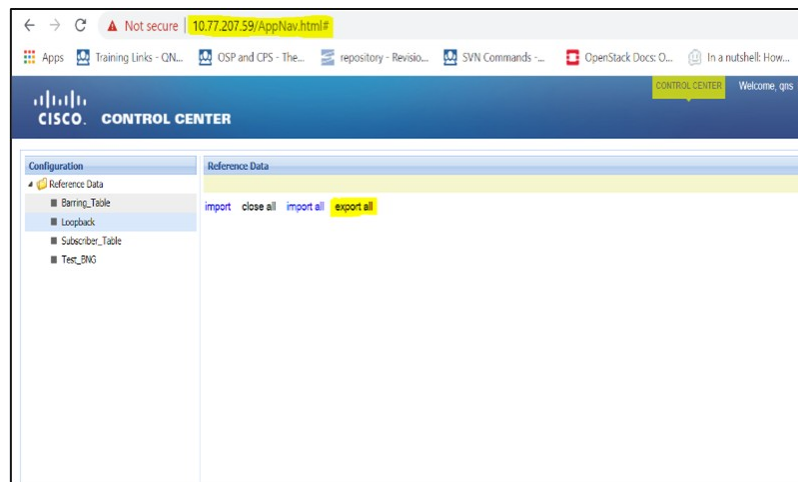 Not secure | 10.77.207.59/AppNav.html#
Apps Training Links - QN... OSP and CPS - The... repository - Revisio... SVN Commands -... OpenStack Docs: O... In a nutshell: How...
CONTROL CENTER Welcome, qns
CISCO. CONTROL CENTER
Configuration
Reference Data
Barring_Table
Loopback
Subscriber_Table
Test_BNG
Reference Data
import close all import all export all